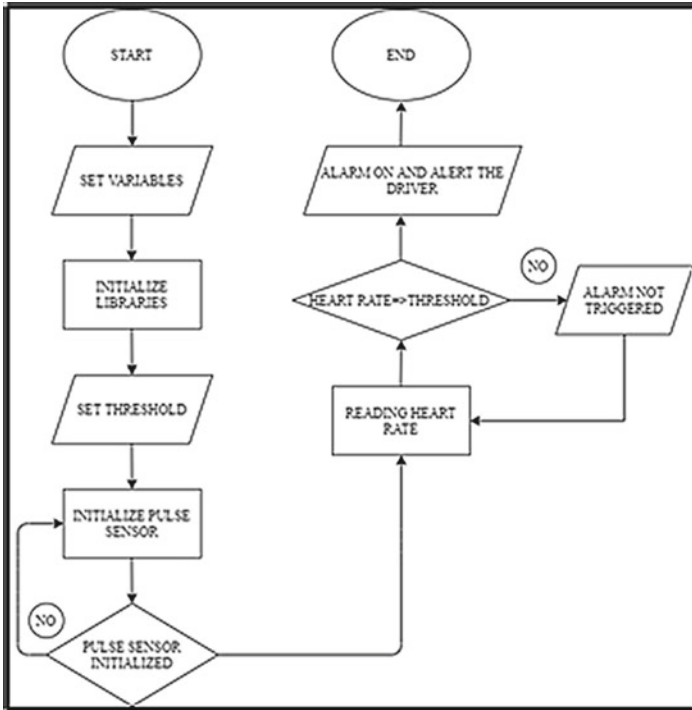 START
SET VARIABLES
INITIALIZE
LIBRARIES
SET THRESHOLD
INITIALIZE PULSE
SENSOR
NO
PULSE SENSOR
INITIALIZED
END
ALARM ON AND ALERT THE
DRIVER
HEART RATE=>THRESHOLD
NO
ALARM NOT
TRIGGERED
READING HEART
RATE